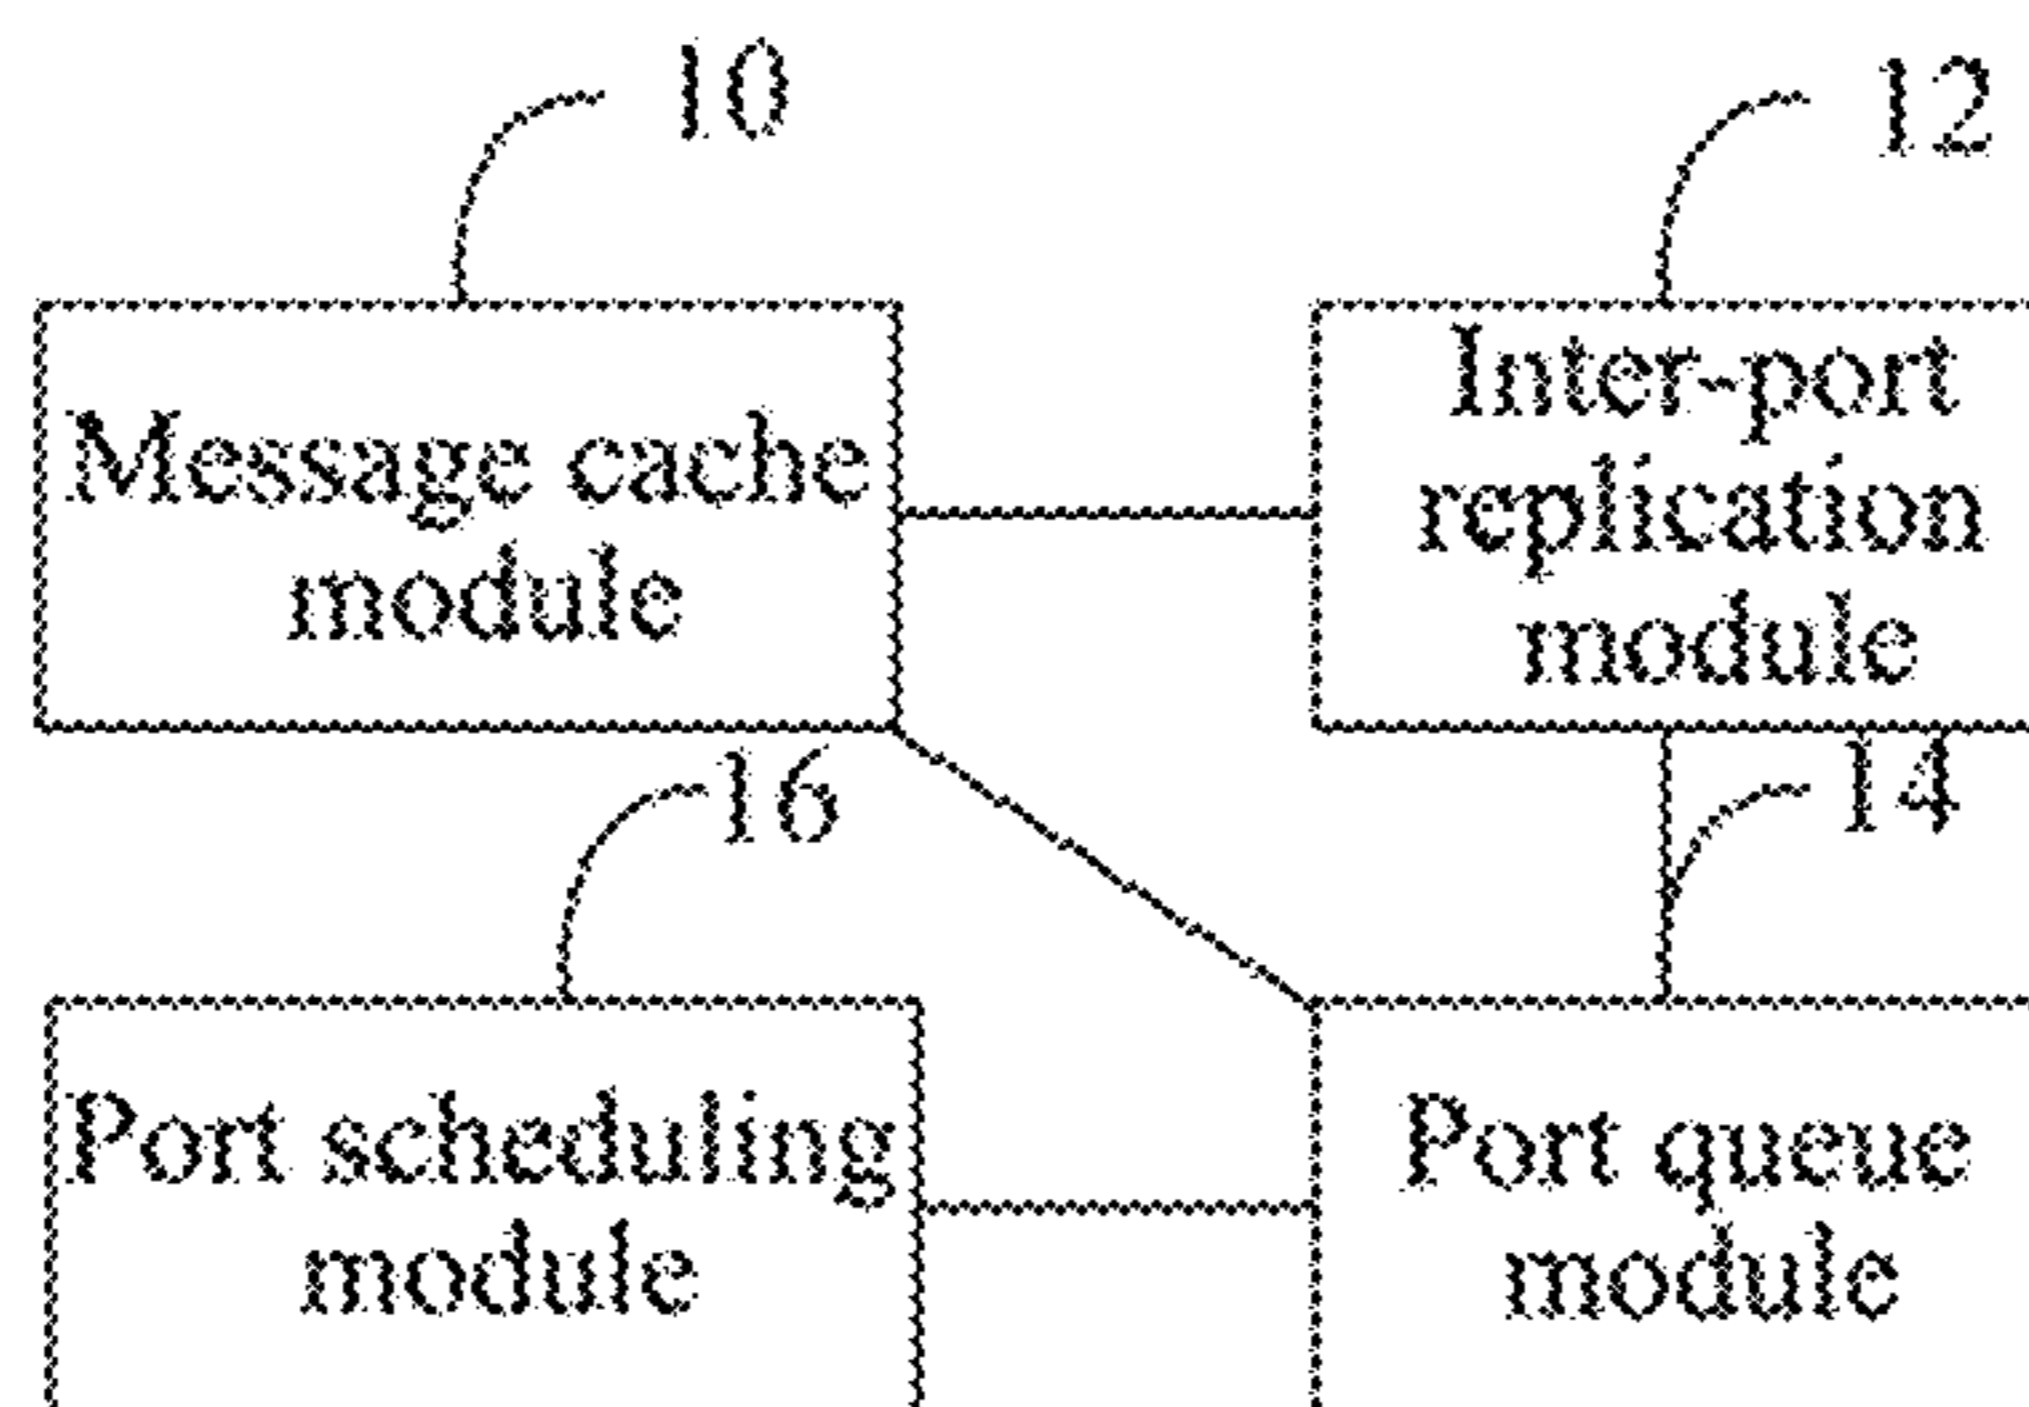 10
12
Message cache
module
Inter-port
replication
module
16
14
Port scheduling
module
Port queue
module